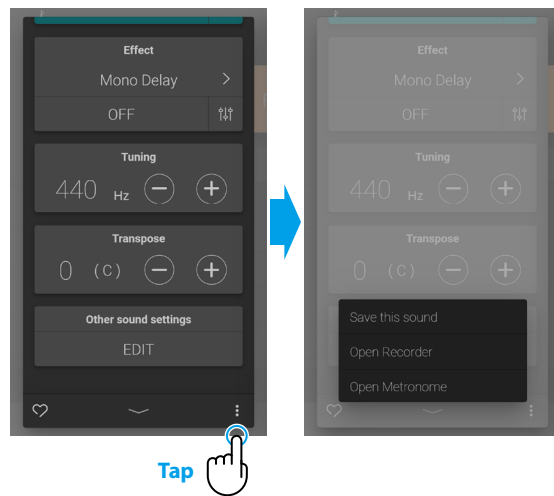 Effect
Mono Delay
OFF
Tuning
440 Hz
Transpose
0 (C)
Other sound settings
EDIT
Tap
Effect
Mono Delay
OFF
Tuning
440 Hz
Transpose
0 (C)
Save this sound
Open Recorder
Open Metronome